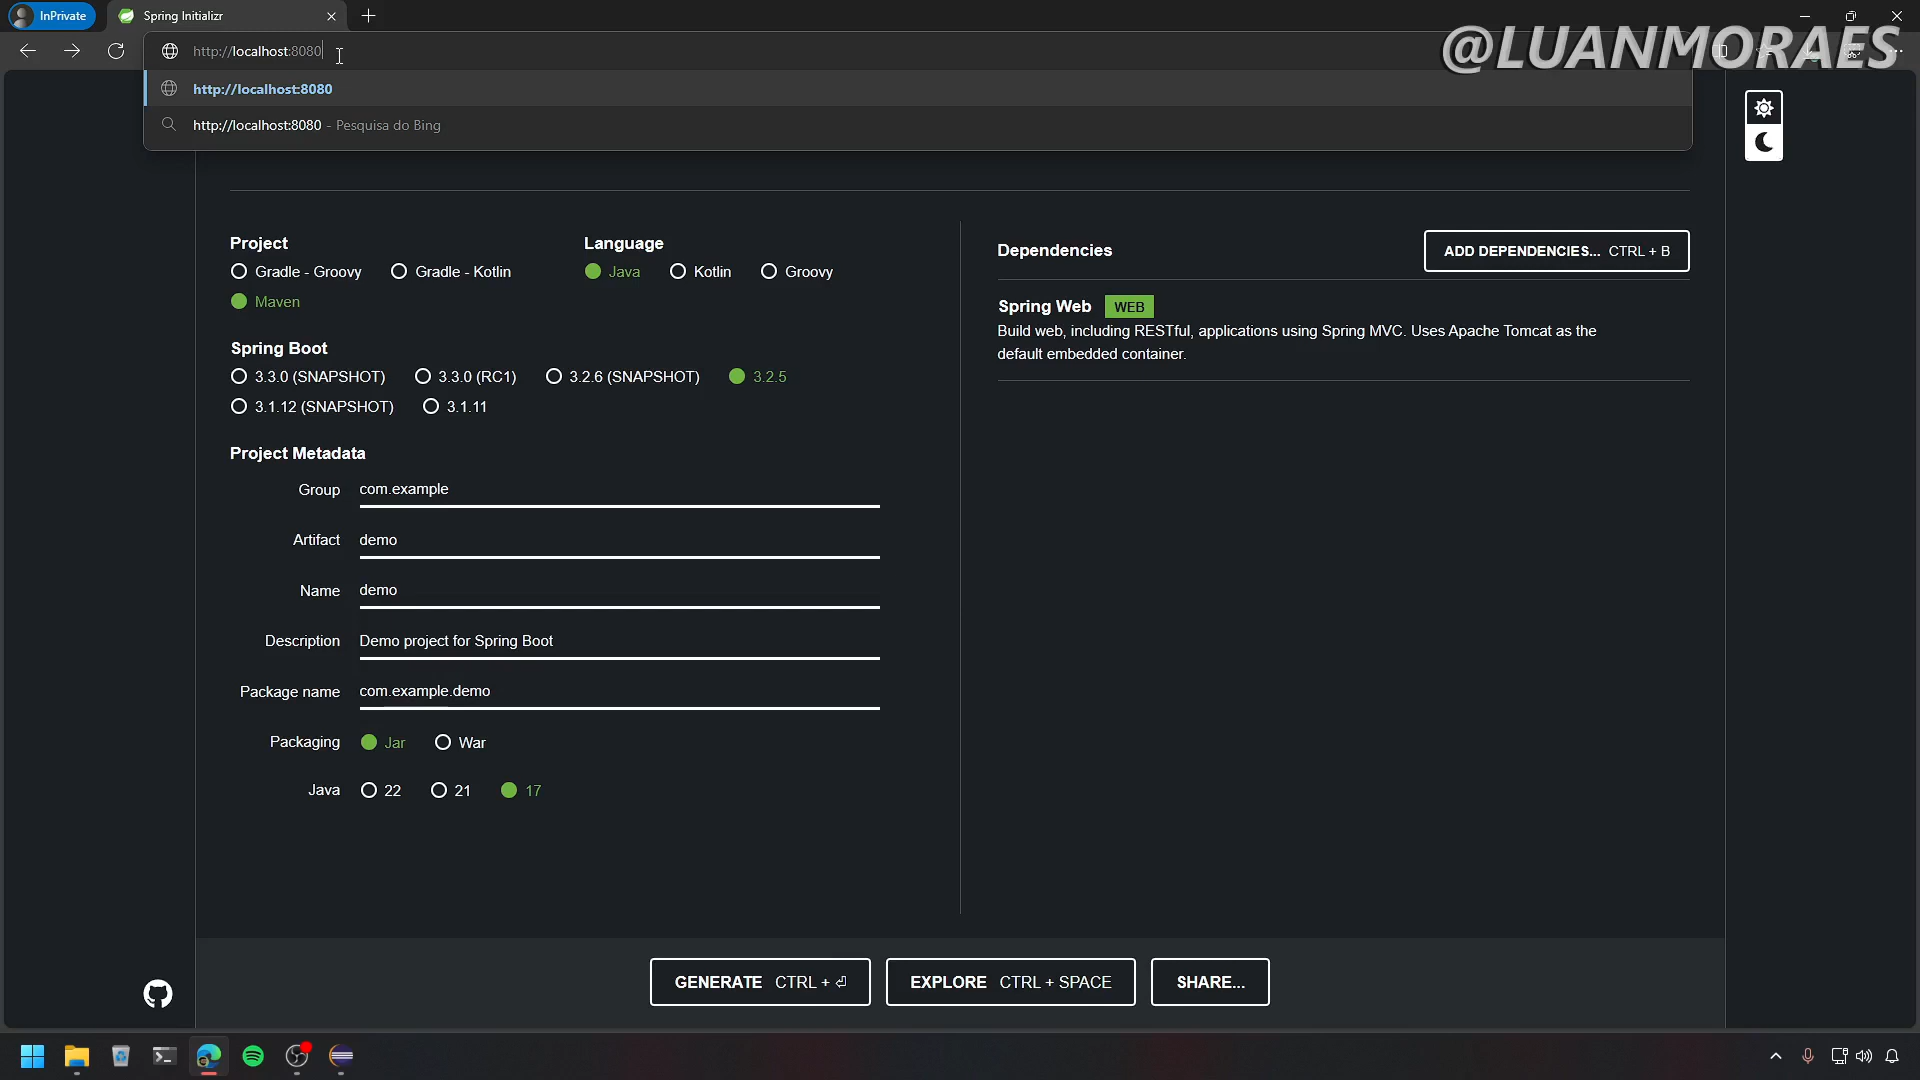 InPrivate
Spring Initializr
http://localhost:8080
@LUANMORAES
http://localhost:8080
http://localhost:8080 - Pesquisa do Bing
Project
Gradle - Groovy
Gradle - Kotlin
Maven
Language
Java
Kotlin
Groovy
Spring Boot
3.3.0 (SNAPSHOT)
3.3.0 (RC1)
3.2.6 (SNAPSHOT)
3.2.5
3.1.12 (SNAPSHOT)
3.1.11
Project Metadata
Group com.example
Artifact demo
Name demo
Description Demo project for Spring Boot
Package name com.example.demo
Packaging Jar War
Java 22 21 17
Dependencies
ADD DEPENDENCIES... CTRL + B
Spring Web WEB
Build web, including RESTful, applications using Spring MVC. Uses Apache Tomcat as the
default embedded container.
GENERATE CTRL + ⏎
EXPLORE CTRL + SPACE
SHARE...